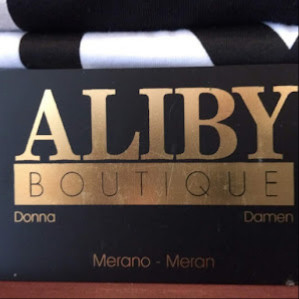 ALIBY
BOUTIQUE
Donna Damen
Merano - Meran